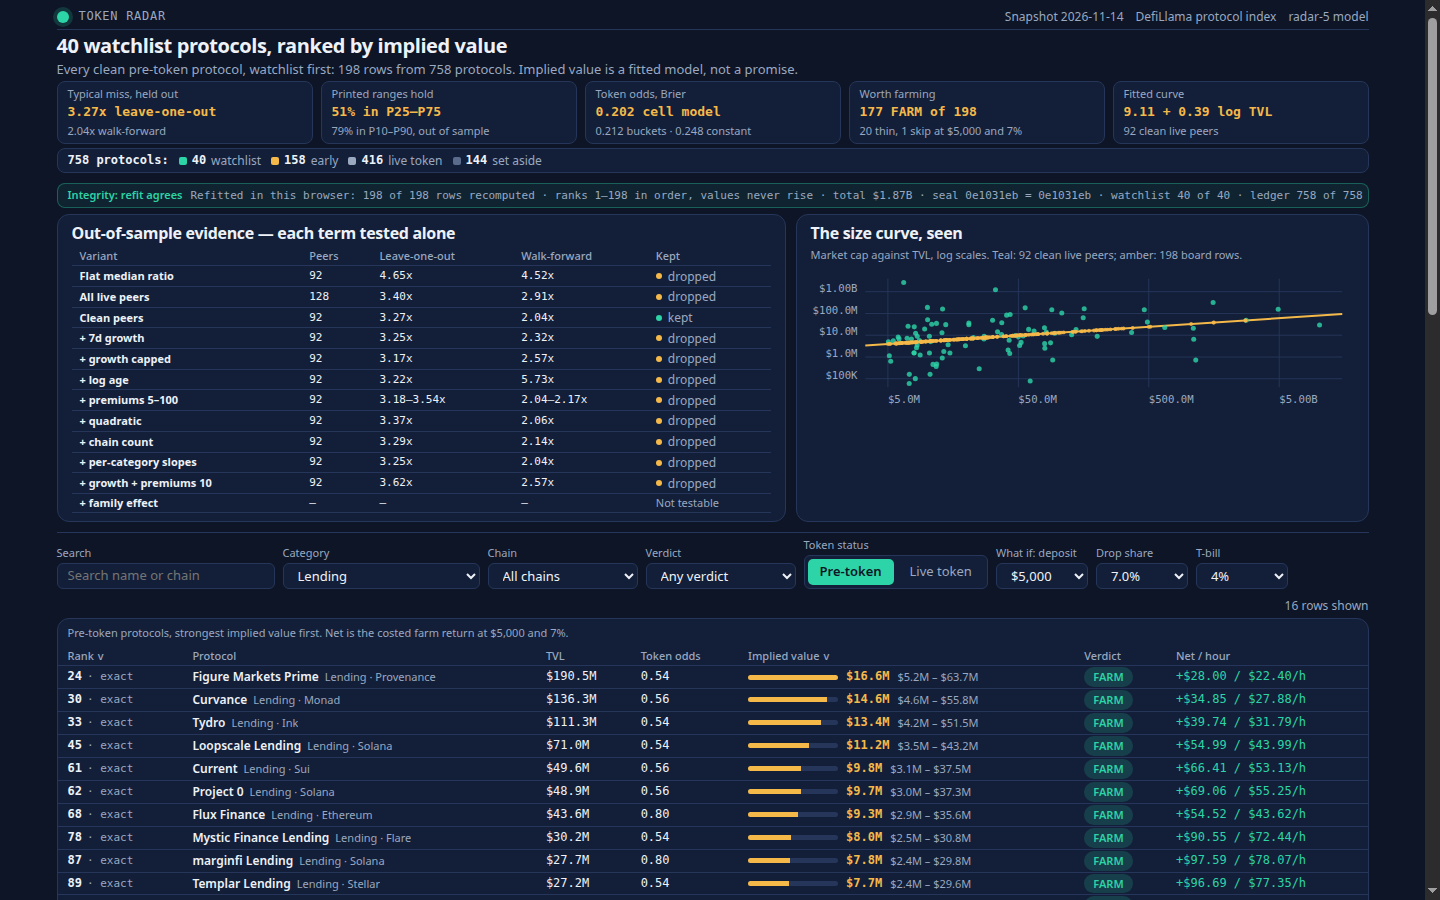 TOKEN RADAR
Snapshot 2026-11-14 DefiLlama protocol index radar-5 model
40 watchlist protocols, ranked by implied value
Every clean pre-token protocol, watchlist first: 198 rows from 758 protocols. Implied value is a fitted model, not a promise.
Typical miss, held out
3.27x leave-one-out
2.04x walk-forward
Printed ranges hold
51% in P25–P75
79% in P10–P90, out of sample
Token odds, Brier
0.202 cell model
0.212 buckets · 0.248 constant
Worth farming
177 FARM of 198
20 thin, 1 skip at $5,000 and 7%
Fitted curve
9.11 + 0.39 log TVL
92 clean live peers
758 protocols: 40 watchlist 158 early 416 live token 144 set aside
Integrity: refit agrees Refitted in this browser: 198 of 198 rows recomputed · ranks 1–198 in order, values never rise · total $1.87B · seal 0e1031eb = 0e1031eb · watchlist 40 of 40 · ledger 758 of 758
Out-of-sample evidence — each term tested alone
Variant Peers Leave-one-out Walk-forward Kept
Flat median ratio 92 4.65x 4.52x dropped
All live peers 128 3.40x 2.91x dropped
Clean peers 92 3.27x 2.04x kept
+ 7d growth 92 3.25x 2.32x dropped
+ growth capped 92 3.17x 2.57x dropped
+ log age 92 3.22x 5.73x dropped
+ premiums 5–100 92 3.18–3.54x 2.04–2.17x dropped
+ quadratic 92 3.37x 2.06x dropped
+ chain count 92 3.29x 2.14x dropped
+ per-category slopes 92 3.25x 2.04x dropped
+ growth + premiums 10 92 3.62x 2.57x dropped
+ family effect – – – Not testable
The size curve, seen
Market cap against TVL, log scales. Teal: 92 clean live peers; amber: 198 board rows.
$1.00B
$100.0M
$10.0M
$1.0M
$100K
$5.0M $50.0M $500.0M $5.00B
Search
Search name or chain
Category
Lending
Chain
All chains
Verdict
Any verdict
Token status
Pre-token Live token
What if: deposit
$5,000
Drop share
7.0%
T-bill
4%
16 rows shown
Pre-token protocols, strongest implied value first. Net is the costed farm return at $5,000 and 7%.
Rank v Protocol TVL Token odds Implied value v Verdict Net / hour
24 · exact Figure Markets Prime Lending · Provenance $190.5M 0.54 $16.6M $5.2M – $63.7M FARM +$28.00 / $22.40/h
30 · exact Curvance Lending · Monad $136.3M 0.56 $14.6M $4.6M – $55.8M FARM +$34.85 / $27.88/h
33 · exact Tydro Lending · Ink $111.3M 0.54 $13.4M $4.2M – $51.5M FARM +$39.74 / $31.79/h
45 · exact Loopscale Lending Lending · Solana $71.0M 0.54 $11.2M $3.5M – $43.2M FARM +$54.99 / $43.99/h
61 · exact Current Lending · Sui $49.6M 0.56 $9.8M $3.1M – $37.5M FARM +$66.41 / $53.13/h
62 · exact Project 0 Lending · Solana $48.9M 0.56 $9.7M $3.0M – $37.3M FARM +$69.06 / $55.25/h
68 · exact Flux Finance Lending · Ethereum $43.6M 0.80 $9.3M $2.9M – $35.6M FARM +$54.52 / $43.62/h
78 · exact Mystic Finance Lending Lending · Flare $30.2M 0.54 $8.0M $2.5M – $30.8M FARM +$90.55 / $72.44/h
87 · exact marginfi Lending Lending · Solana $27.7M 0.80 $7.8M $2.4M – $29.8M FARM +$97.59 / $78.07/h
89 · exact Templar Lending Lending · Stellar $27.2M 0.54 $7.7M $2.4M – $29.6M FARM +$96.69 / $77.35/h